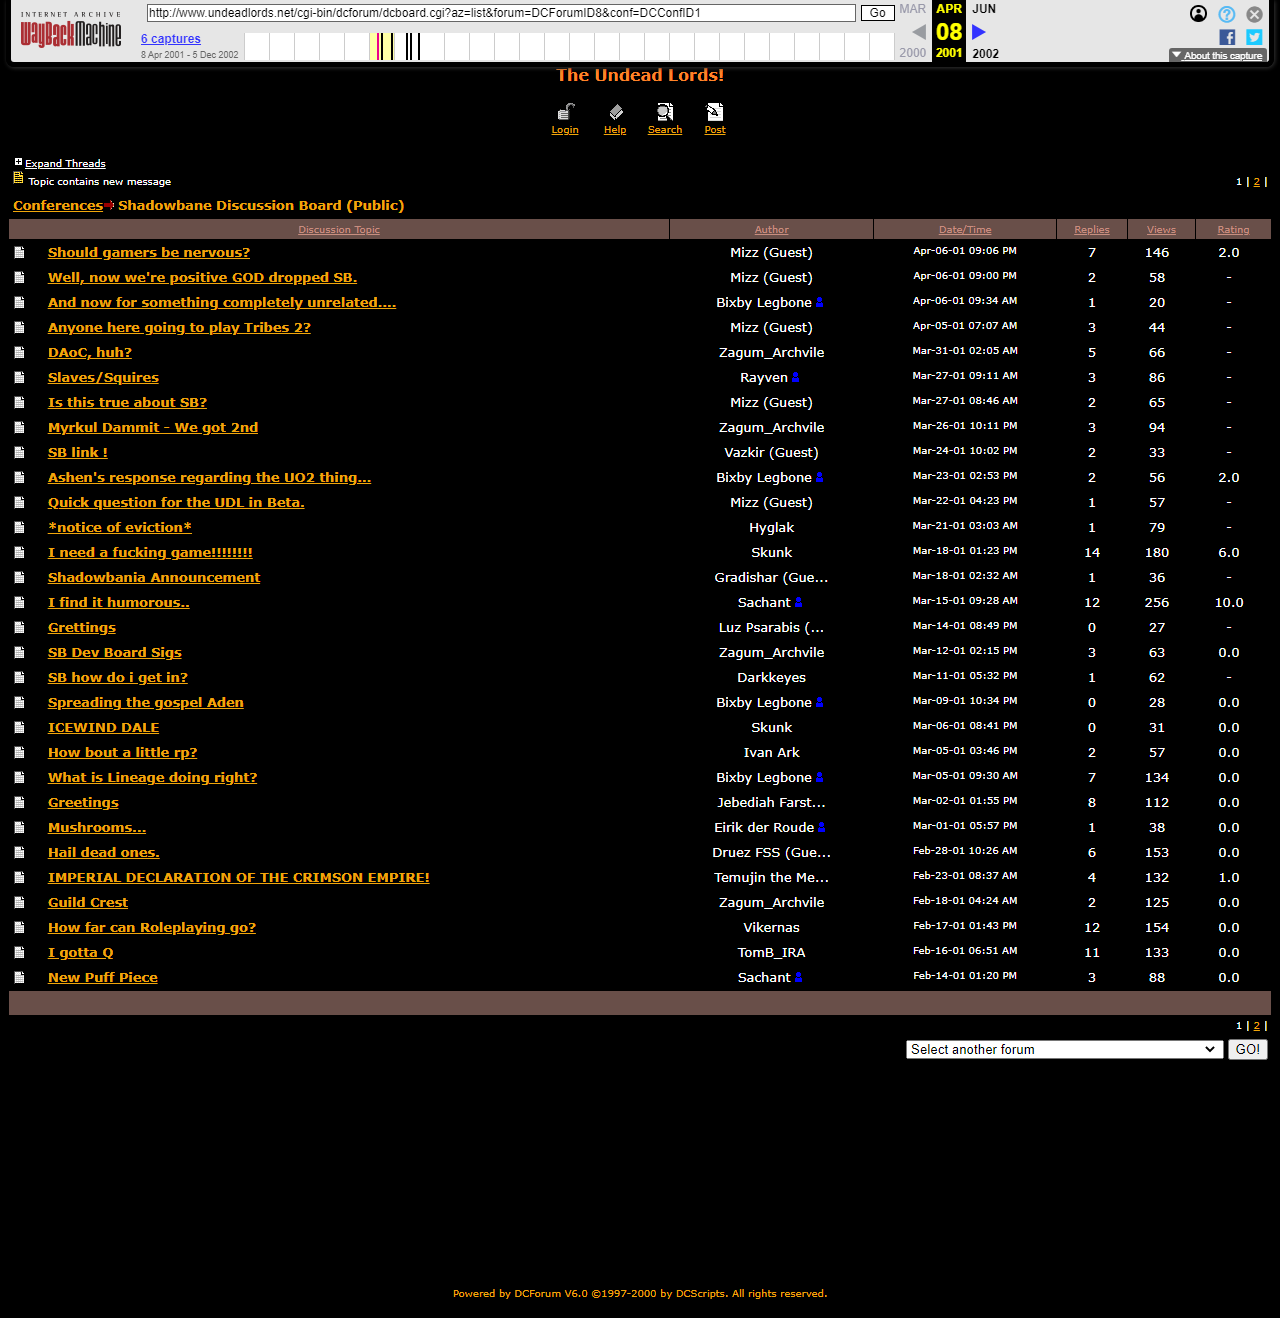 INTERNET ARCHIVE
WayBackMachine
http://www.undeadlords.net/cgi-bin/dcforum/dcboard.cgi?az=list&forum=DCForumID8&conf=DCConfID1
Go
MAR APR JUN
6 captures
08
8 Apr 2001 - 5 Dec 2002
2000 2001 2002
About this capture
The Undead Lords!
Login Help Search Post
Expand Threads
Topic contains new message
1 | 2 |
Conferences Shadowbane Discussion Board (Public)
Discussion Topic Author Date/Time Replies Views Rating
Should gamers be nervous? Mizz (Guest) Apr-06-01 09:06 PM 7 146 2.0
Well, now we're positive GOD dropped SB. Mizz (Guest) Apr-06-01 09:00 PM 2 58 -
And now for something completely unrelated.... Bixby Legbone Apr-06-01 09:34 AM 1 20 -
Anyone here going to play Tribes 2? Mizz (Guest) Apr-05-01 07:07 AM 3 44 -
DAoC, huh? Zagum_Archvile Mar-31-01 02:05 AM 5 66 -
Slaves/Squires Rayven Mar-27-01 09:11 AM 3 86 -
Is this true about SB? Mizz (Guest) Mar-27-01 08:46 AM 2 65 -
Myrkul Dammit - We got 2nd Zagum_Archvile Mar-26-01 10:11 PM 3 94 -
SB link ! Vazkir (Guest) Mar-24-01 10:02 PM 2 33 -
Ashen's response regarding the UO2 thing... Bixby Legbone Mar-23-01 02:53 PM 2 56 2.0
Quick question for the UDL in Beta. Mizz (Guest) Mar-22-01 04:23 PM 1 57 -
*notice of eviction* Hyglak Mar-21-01 03:03 AM 1 79 -
I need a fucking game!!!!!!!! Skunk Mar-18-01 01:23 PM 14 180 6.0
Shadowbania Announcement Gradishar (Gue... Mar-18-01 02:32 AM 1 36 -
I find it humorous.. Sachant Mar-15-01 09:28 AM 12 256 10.0
Grettings Luz Psarabis (... Mar-14-01 08:49 PM 0 27 -
SB Dev Board Sigs Zagum_Archvile Mar-12-01 02:15 PM 3 63 0.0
SB how do i get in? Darkkeyes Mar-11-01 05:32 PM 1 62 -
Spreading the gospel Aden Bixby Legbone Mar-09-01 10:34 PM 0 28 0.0
ICEWIND DALE Skunk Mar-06-01 08:41 PM 0 31 0.0
How bout a little rp? Ivan Ark Mar-05-01 03:46 PM 2 57 0.0
What is Lineage doing right? Bixby Legbone Mar-05-01 09:30 AM 7 134 0.0
Greetings Jebediah Farst... Mar-02-01 01:55 PM 8 112 0.0
Mushrooms... Eirik der Roude Mar-01-01 05:57 PM 1 38 0.0
Hail dead ones. Druez FSS (Gue... Feb-28-01 10:26 AM 6 153 0.0
IMPERIAL DECLARATION OF THE CRIMSON EMPIRE! Temujin the Me... Feb-23-01 08:37 AM 4 132 1.0
Guild Crest Zagum_Archvile Feb-18-01 04:24 AM 2 125 0.0
How far can Roleplaying go? Vikernas Feb-17-01 01:43 PM 12 154 0.0
I gotta Q TomB_IRA Feb-16-01 06:51 AM 11 133 0.0
New Puff Piece Sachant Feb-14-01 01:20 PM 3 88 0.0
1 | 2 |
Select another forum GO!
Powered by DCForum V6.0 ©1997-2000 by DCScripts. All rights reserved.